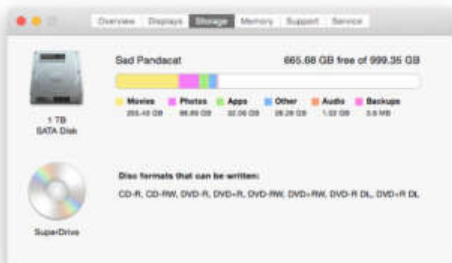 Overview Displays Storage Memory Support Service
Sad Pandacat 665.68 GB free of 999.35 GB
Movies Photos Apps Other Audio Backups
1 TB
SATA Disk
Disc formats that can be written:
CD-R, CD-RW, DVD-R, DVD+R, DVD-RW, DVD+RW, DVD-R DL, DVD+R DL
SuperDrive